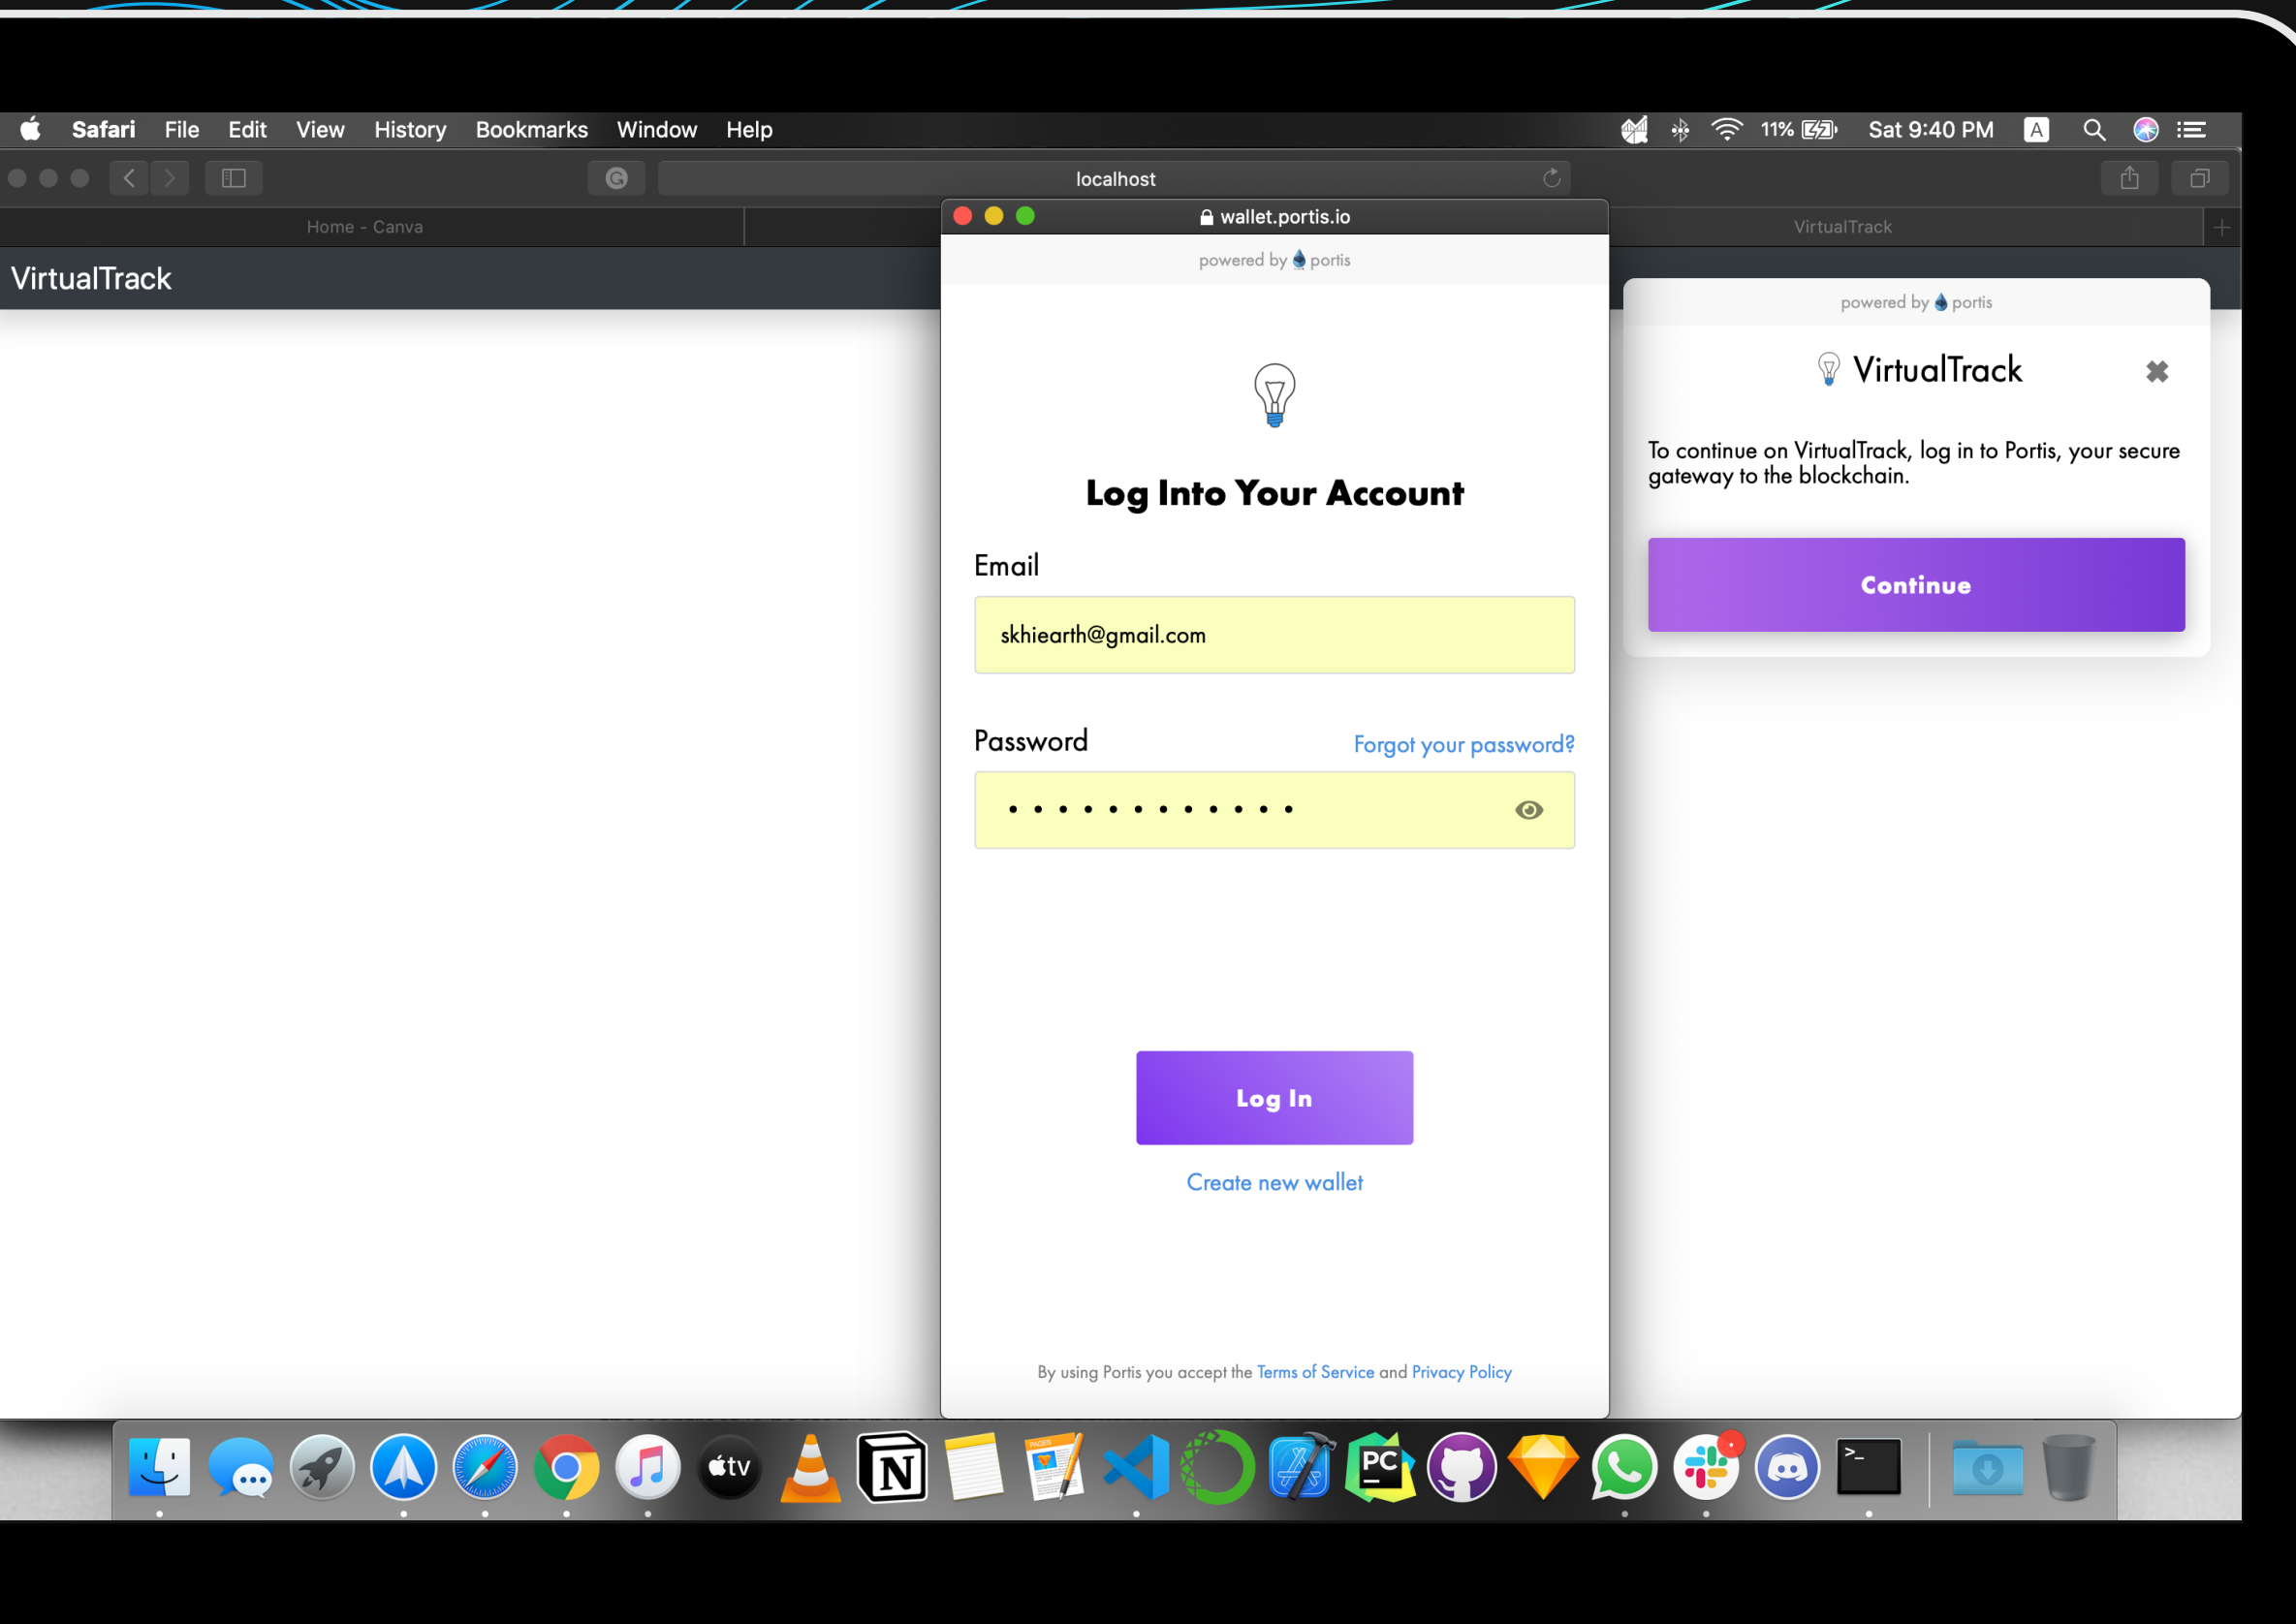 Safari File Edit View History Bookmarks Window Help 11% Sat 9:40 PM A
localhost
Home - Canva VirtualTrack
VirtualTrack
wallet.portis.io
powered by portis
Log Into Your Account
Email
skhiearth@gmail.com
Password Forgot your password?
Log In
Create new wallet
By using Portis you accept the Terms of Service and Privacy Policy
powered by portis
VirtualTrack
To continue on VirtualTrack, log in to Portis, your secure
gateway to the blockchain.
Continue
tv N PAGES PC >_